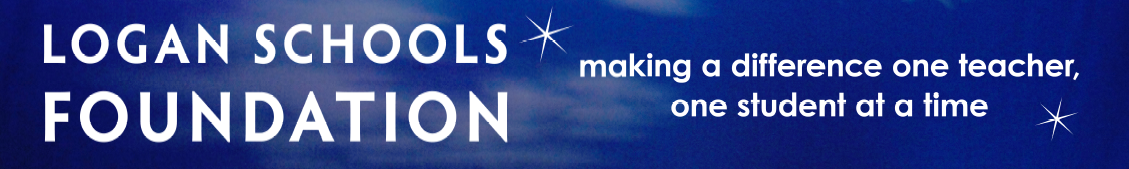 LOGAN SCHOOLS
FOUNDATION
making a difference one teacher,
one student at a time